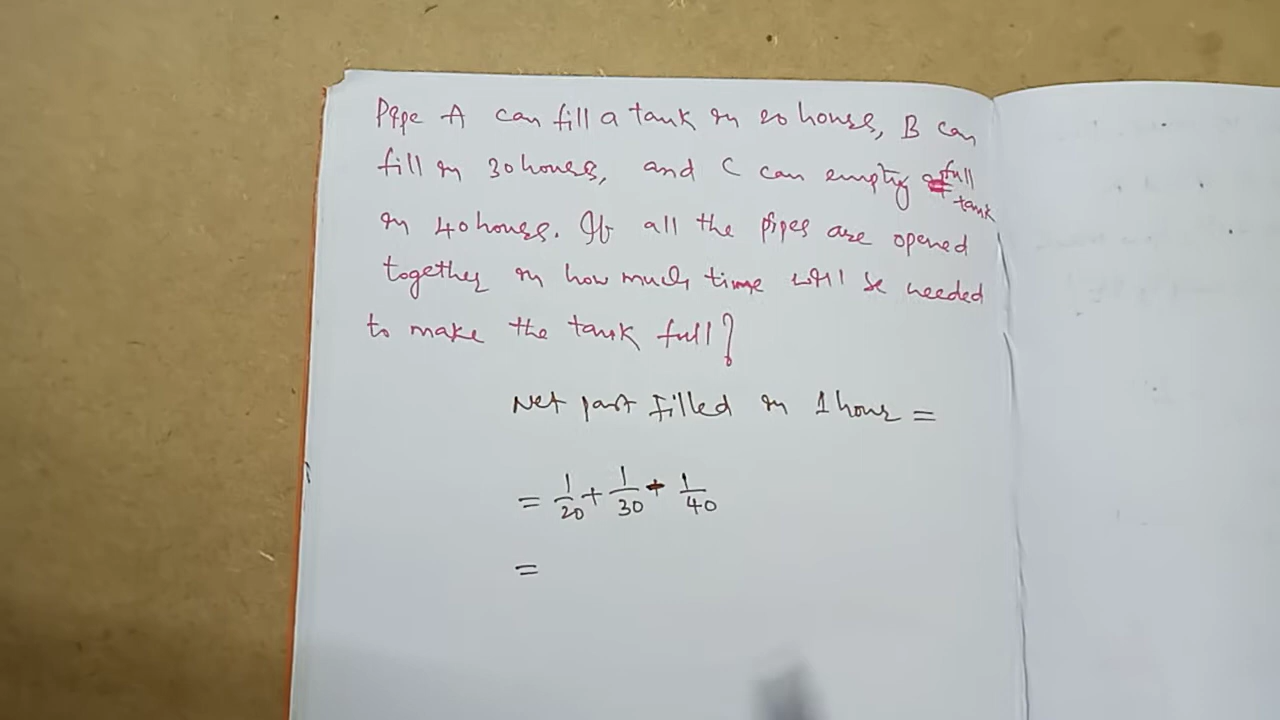 Pipe A can fill a tank in 20 hours, B can
fill in 30 hours, and C can empty a full tank
in 40 hours. If all the pipes are opened
together in how much time will be needed
to make the tank full?
Net part filled in 1 hour =
= 1/20 + 1/30 - 1/40
=